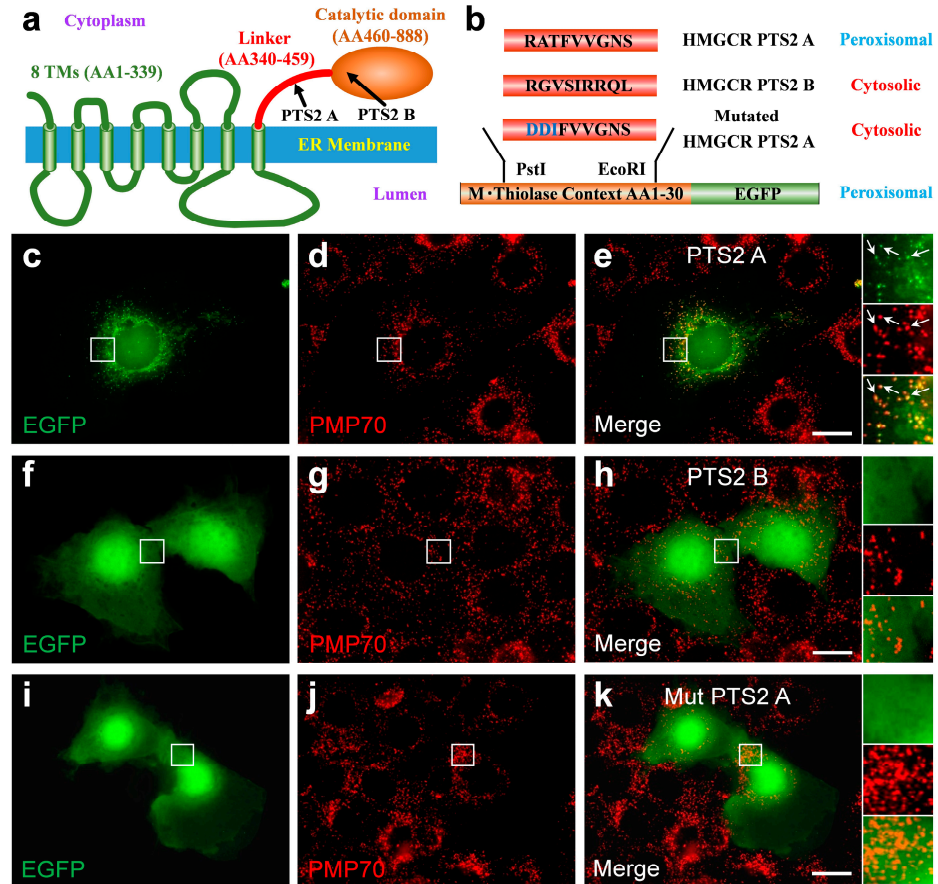 a
Cytoplasm
Catalytic domain
(AA460-888)
Linker
(AA340-459)
8 TMs (AA1-339)
PTS2 A
PTS2 B
ER Membrane
Lumen
b
RATFVVGNS HMGCR PTS2 A Peroxisomal
RGVSIRRQL HMGCR PTS2 B Cytosolic
DDIFVVGNS Mutated HMGCR PTS2 A Cytosolic
PstI EcoRI
M·Thiolase Context AA1-30 EGFP Peroxisomal
c
EGFP
d
PMP70
e
PTS2 A
Merge
f
EGFP
g
PMP70
h
PTS2 B
Merge
i
EGFP
j
PMP70
k
Mut PTS2 A
Merge